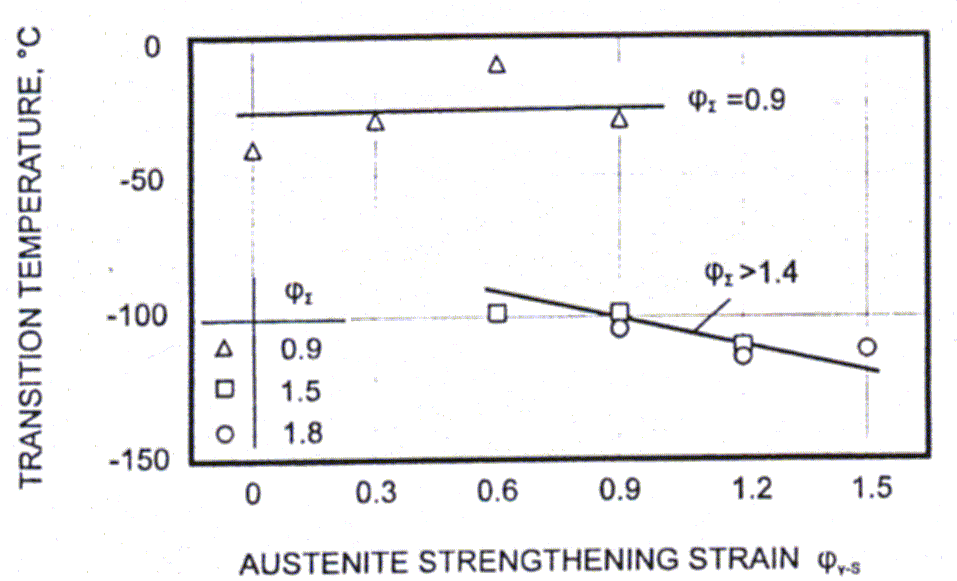 TRANSITION TEMPERATURE, °C
0
-50
-100
-150
φΣ =0.9
φΣ >1.4
φΣ
0.9
1.5
1.8
0 0.3 0.6 0.9 1.2 1.5
AUSTENITE STRENGTHENING STRAIN φγ-S